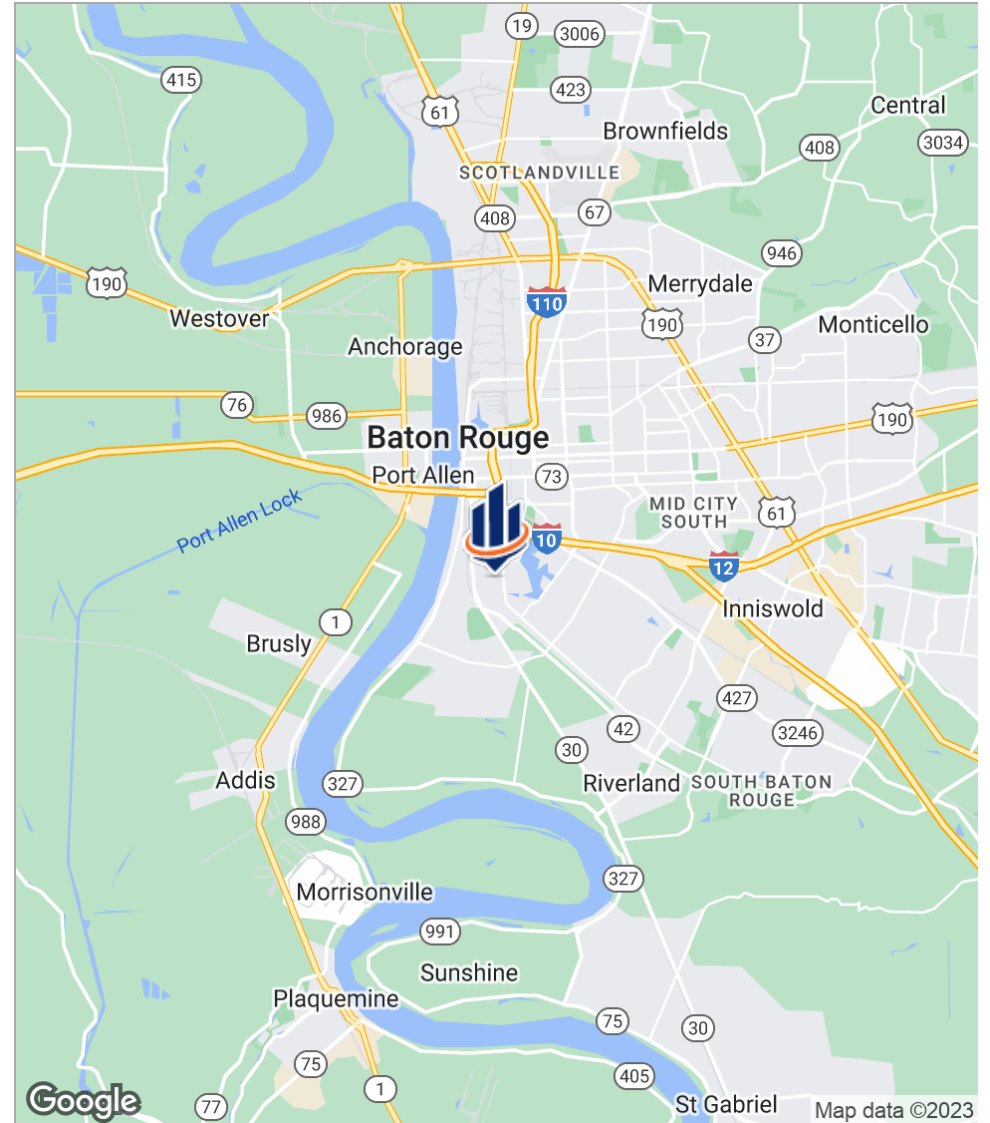 19
3006
415
423
61
Central
Brownfields
408
3034
SCOTLANDVILLE
408
67
946
190
Merrydale
110
Westover
190
Monticello
Anchorage
37
76
986
190
Baton Rouge
Port Allen
73
MID CITY
SOUTH
61
Port Allen Lock
10
12
Inniswold
1
Brusly
427
42
3246
30
Addis
327
Riverland
SOUTH BATON
ROUGE
988
327
Morrisonville
991
Sunshine
Plaquemine
75
30
75
405
1
77
St Gabriel
Google
Map data ©2023